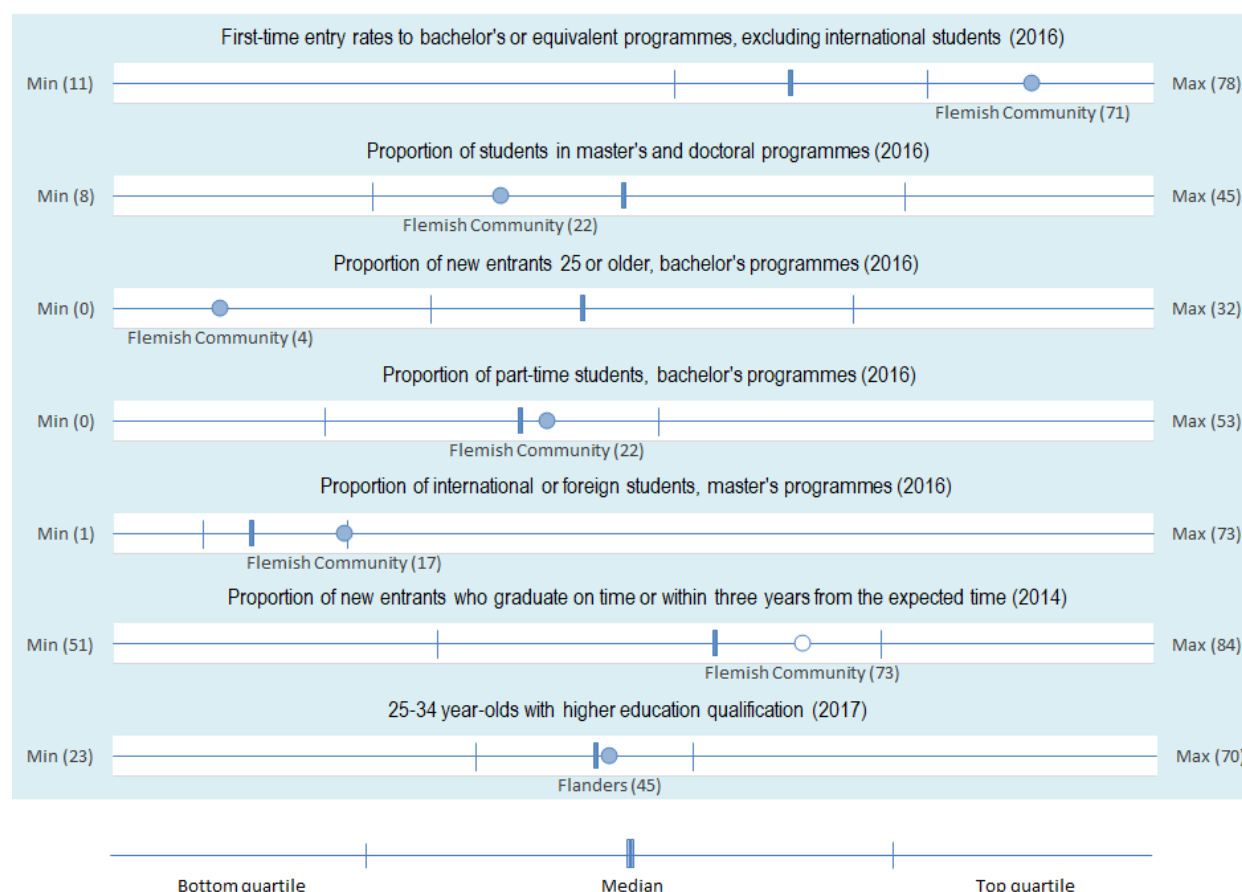 First-time entry rates to bachelor's or equivalent programmes, excluding international students (2016)
Min (11)
Max (78)
Flemish Community (71)
Proportion of students in master's and doctoral programmes (2016)
Min (8)
Max (45)
Flemish Community (22)
Proportion of new entrants 25 or older, bachelor's programmes (2016)
Min (0)
Max (32)
Flemish Community (4)
Proportion of part-time students, bachelor's programmes (2016)
Min (0)
Max (53)
Flemish Community (22)
Proportion of international or foreign students, master's programmes (2016)
Min (1)
Max (73)
Flemish Community (17)
Proportion of new entrants who graduate on time or within three years from the expected time (2014)
Min (51)
Max (84)
Flemish Community (73)
25-34 year-olds with higher education qualification (2017)
Min (23)
Max (70)
Flanders (45)
Bottom quartile
Median
Top quartile